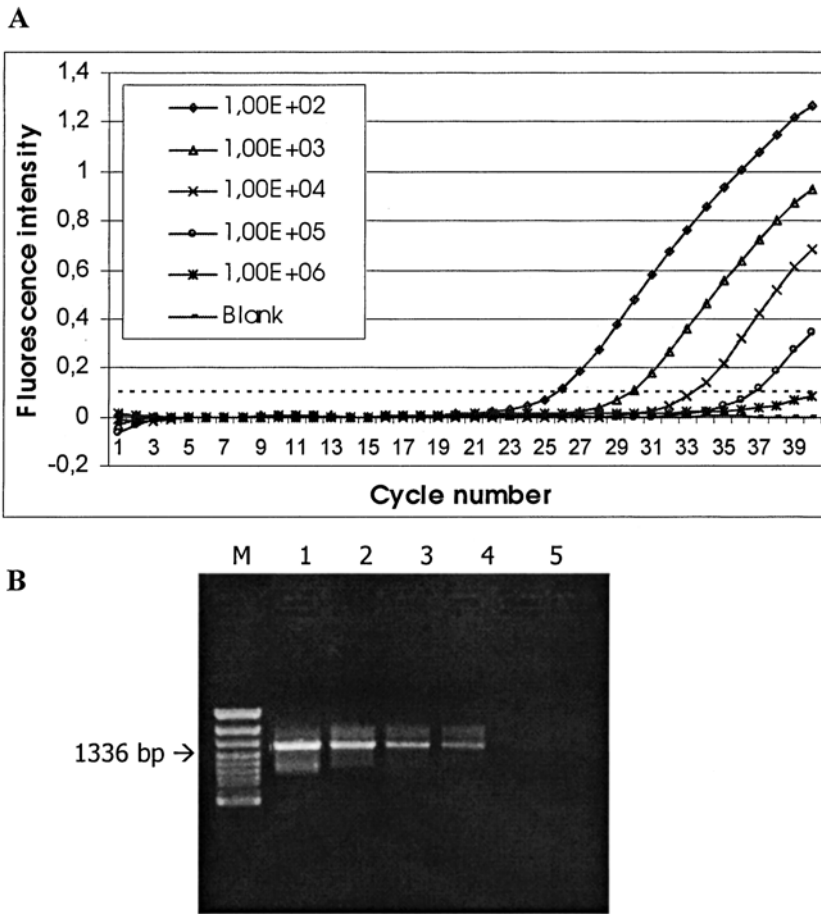 A
Fluorescence intensity
1,4
1,2
1
0,8
0,6
0,4
0,2
0
-0,2
1,00E+02
1,00E+03
1,00E+04
1,00E+05
1,00E+06
Blank
1 3 5 7 9 11 13 15 17 19 21 23 25 27 29 31 33 35 37 39
Cycle number
B
M 1 2 3 4 5
1336 bp →